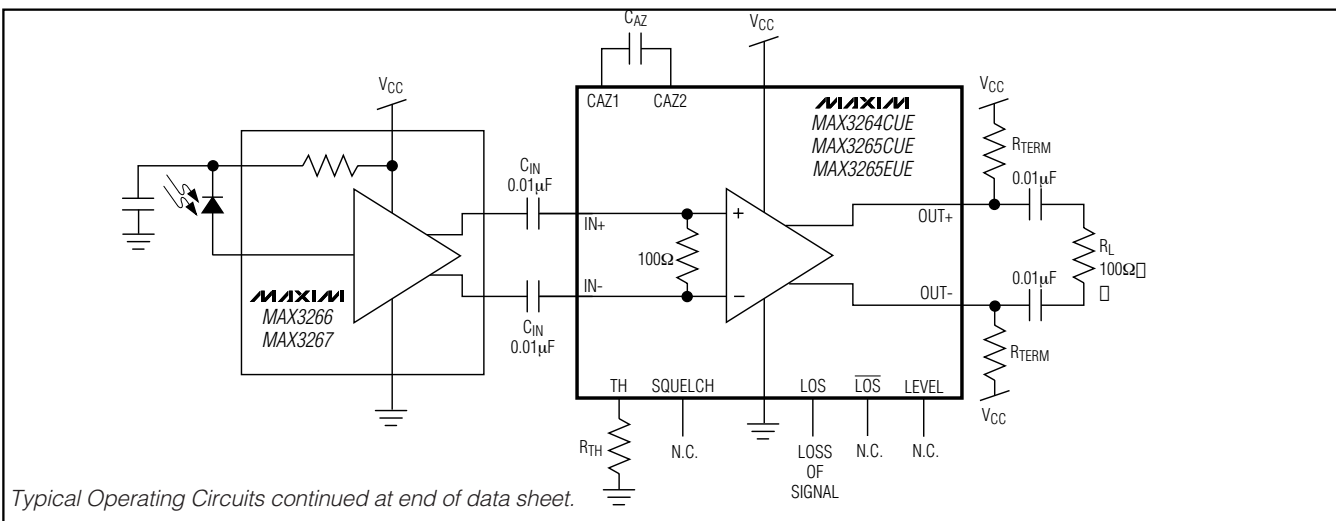 CAZ
VCC
CAZ1 CAZ2
VCC
MAXIM
MAX3264CUE
MAX3265CUE
MAX3265EUE
VCC
RTERM
CIN
0.01µF
0.01µF
IN+
OUT+
100Ω
RL
100Ω
IN-
OUT-
0.01µF
MAXIM
MAX3266
MAX3267
CIN
0.01µF
RTERM
VCC
TH SQUELCH LOS LOS LEVEL
RTH
N.C.
LOSS
OF
SIGNAL
N.C.
N.C.
Typical Operating Circuits continued at end of data sheet.